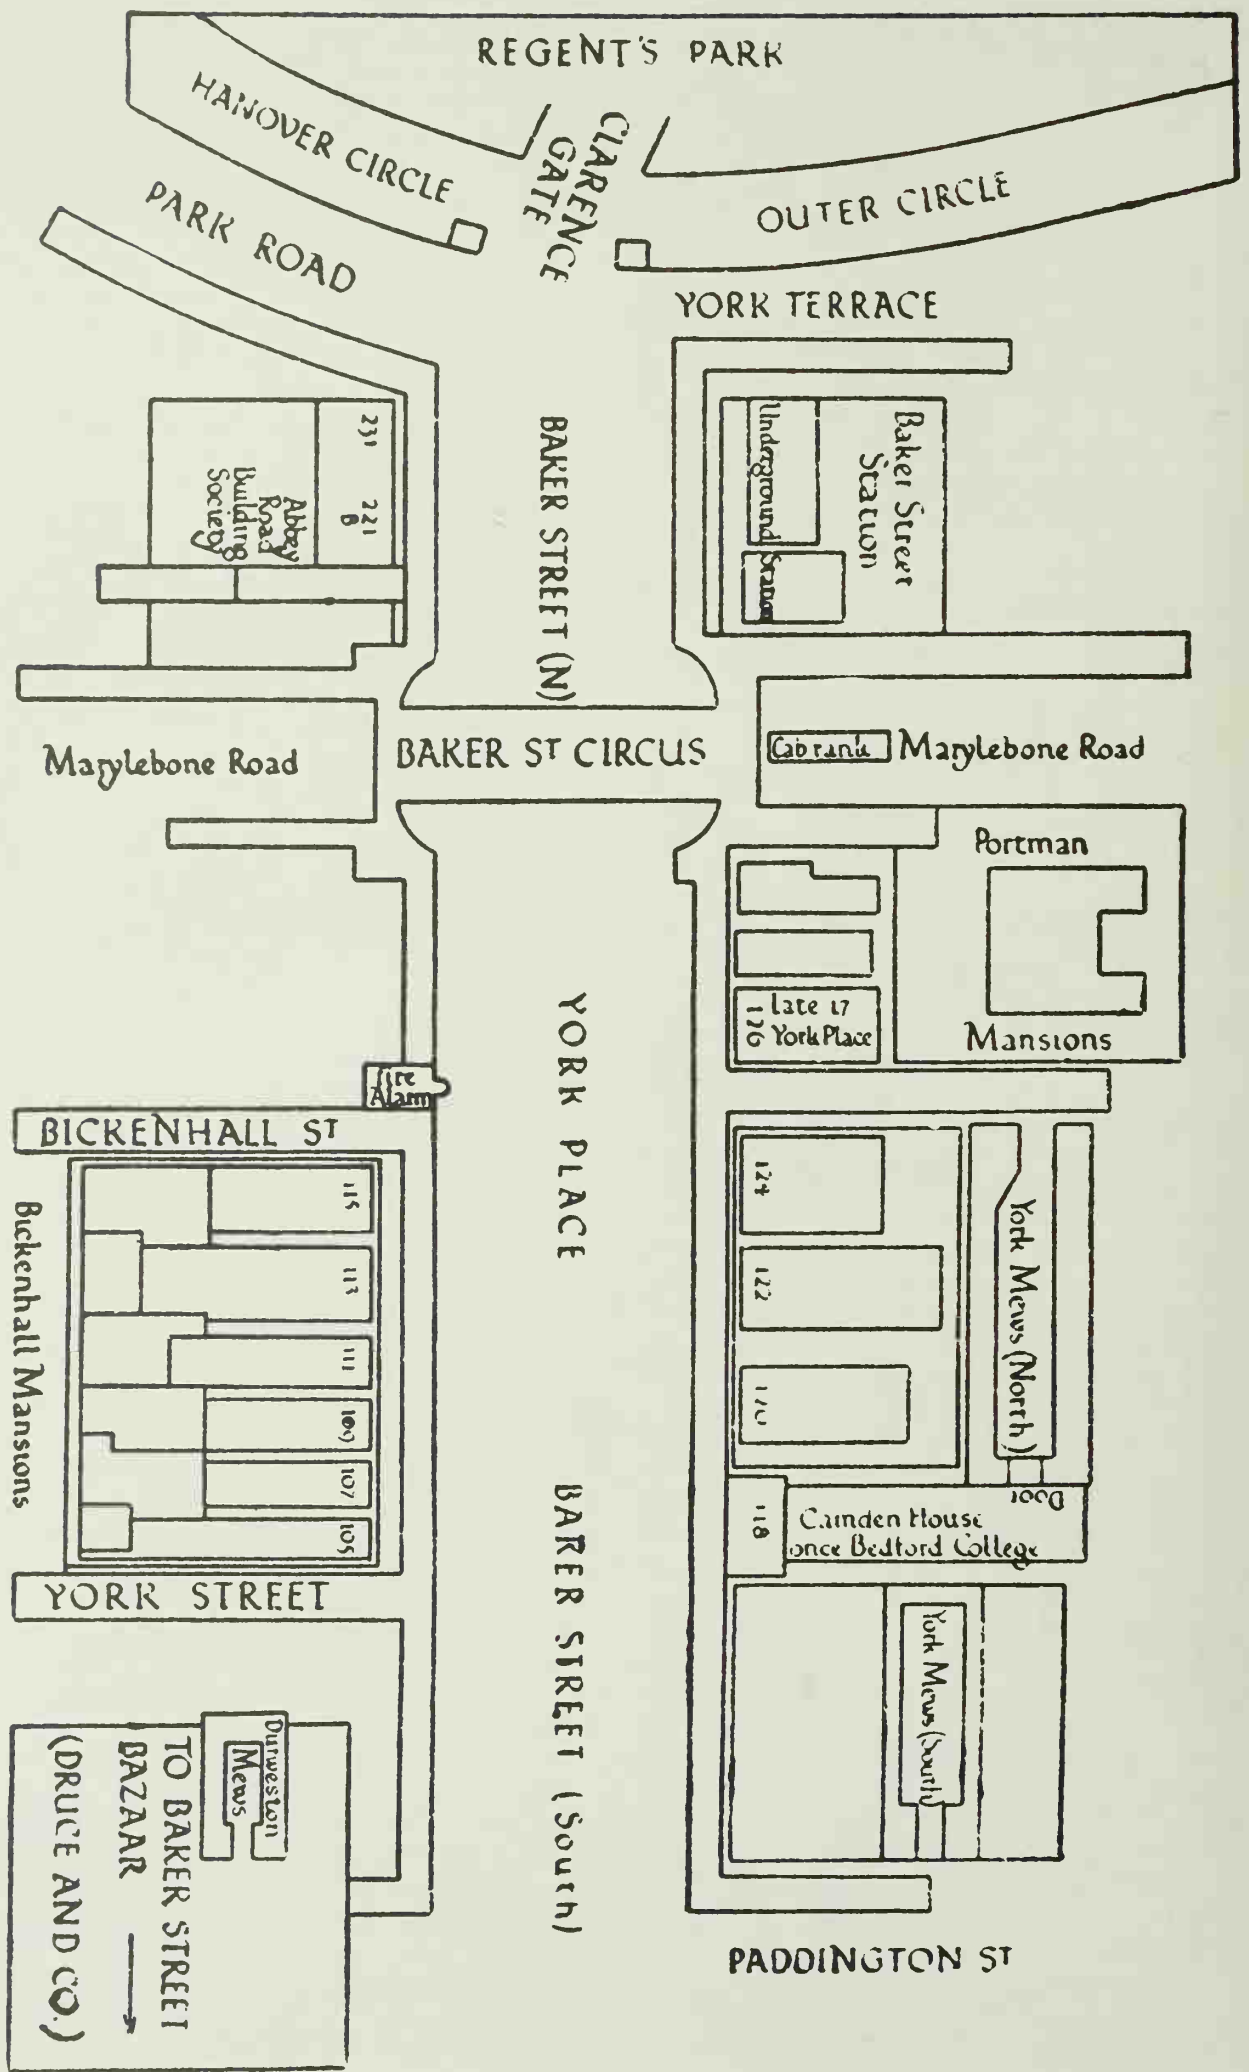 REGENT'S PARK
HANOVER CIRCLE
CLARENCE
GATE
OUTER CIRCLE
PARK ROAD
YORK TERRACE
231
221
B
Abbey
Road
Building
Society
BAKER STREET (N)
Underground Station
Baker Street
Station
Marylebone Road
BAKER ST CIRCUS
Cab rank
Marylebone Road
Portman
Mansions
126
late 17
York Place
YORK PLACE
Fire
Alarm
BICKENHALL ST
115
113
111
109
107
105
Bickenhall Mansions
124
122
120
York Mews (North)
Door
118
Camden House
once Bedford College
YORK STREET
BAKER STREET (South)
York Mews (South)
Durweston
Mews
TO BAKER STREET
BAZAAR
(DRUCE AND CO.)
PADDINGTON ST